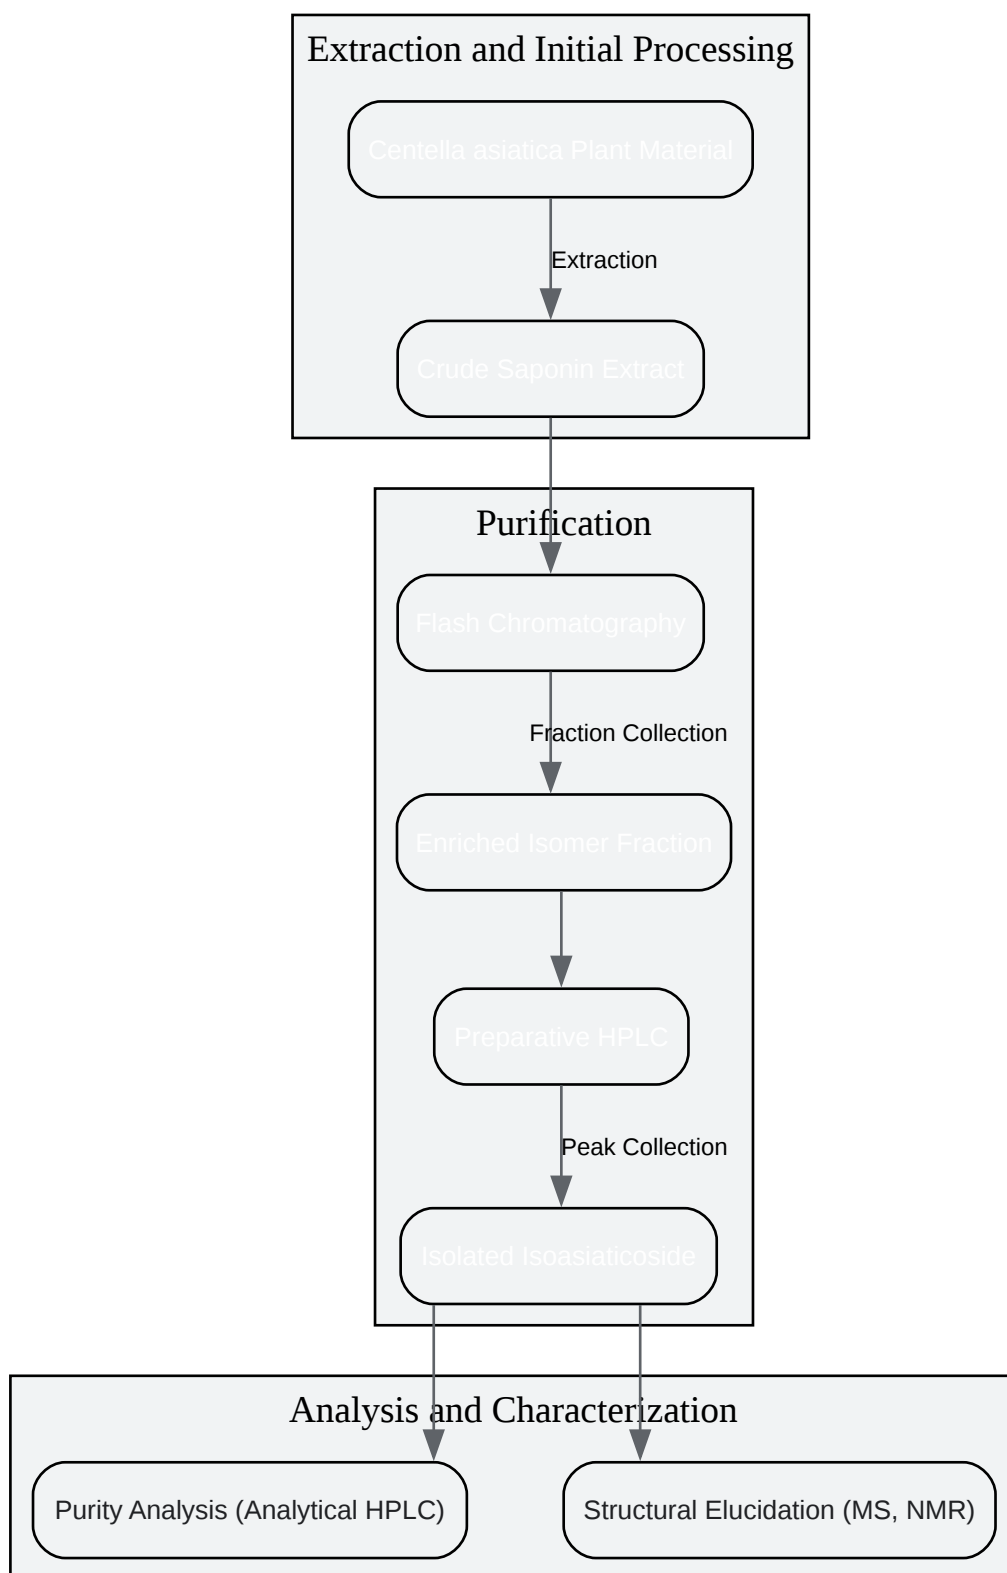 Extraction and Initial Processing
Centella asiatica Plant Material
Extraction
Crude Saponin Extract
Purification
Flash Chromatography
Fraction Collection
Enriched Isomer Fraction
Preparative HPLC
Peak Collection
Isolated Isoasiaticoside
Analysis and Characterization
Purity Analysis (Analytical HPLC)
Structural Elucidation (MS, NMR)